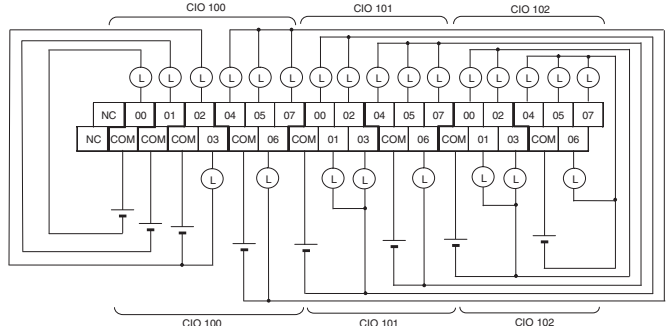 CIO 100 CIO 101 CIO 102
L L L L L L L L L L L L L L L L
NC 00 01 02 04 05 07 00 02 04 05 07 00 02 04 05 07
NC COM COM COM 03 COM 06 COM 01 03 COM 06 COM 01 03 COM 06
L L L L L L L L
CIO 100 CIO 101 CIO 102